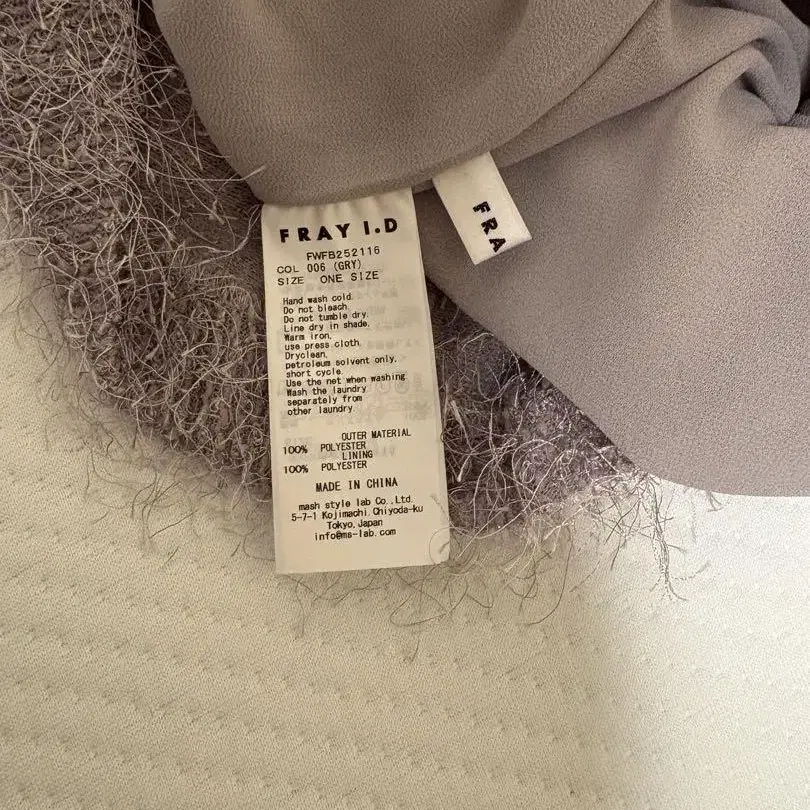 FRAY I.D
FWFB252116
COL 006 (GRY)
SIZE ONE SIZE
Hand wash cold.
Do not bleach.
Do not tumble dry.
Line dry in shade.
Warm iron,
use press cloth.
Dryclean,
petroleum solvent only,
short cycle.
Use the net when washing
Wash the laundry
separately from
other laundry
OUTER MATERIAL
100% POLYESTER
LINING
100% POLYESTER
MADE IN CHINA
mash style lab Co.,Ltd.
5-7-1 Kojimachi, Chiyoda-ku
Tokyo, Japan
info@ms-lab.com
FRA